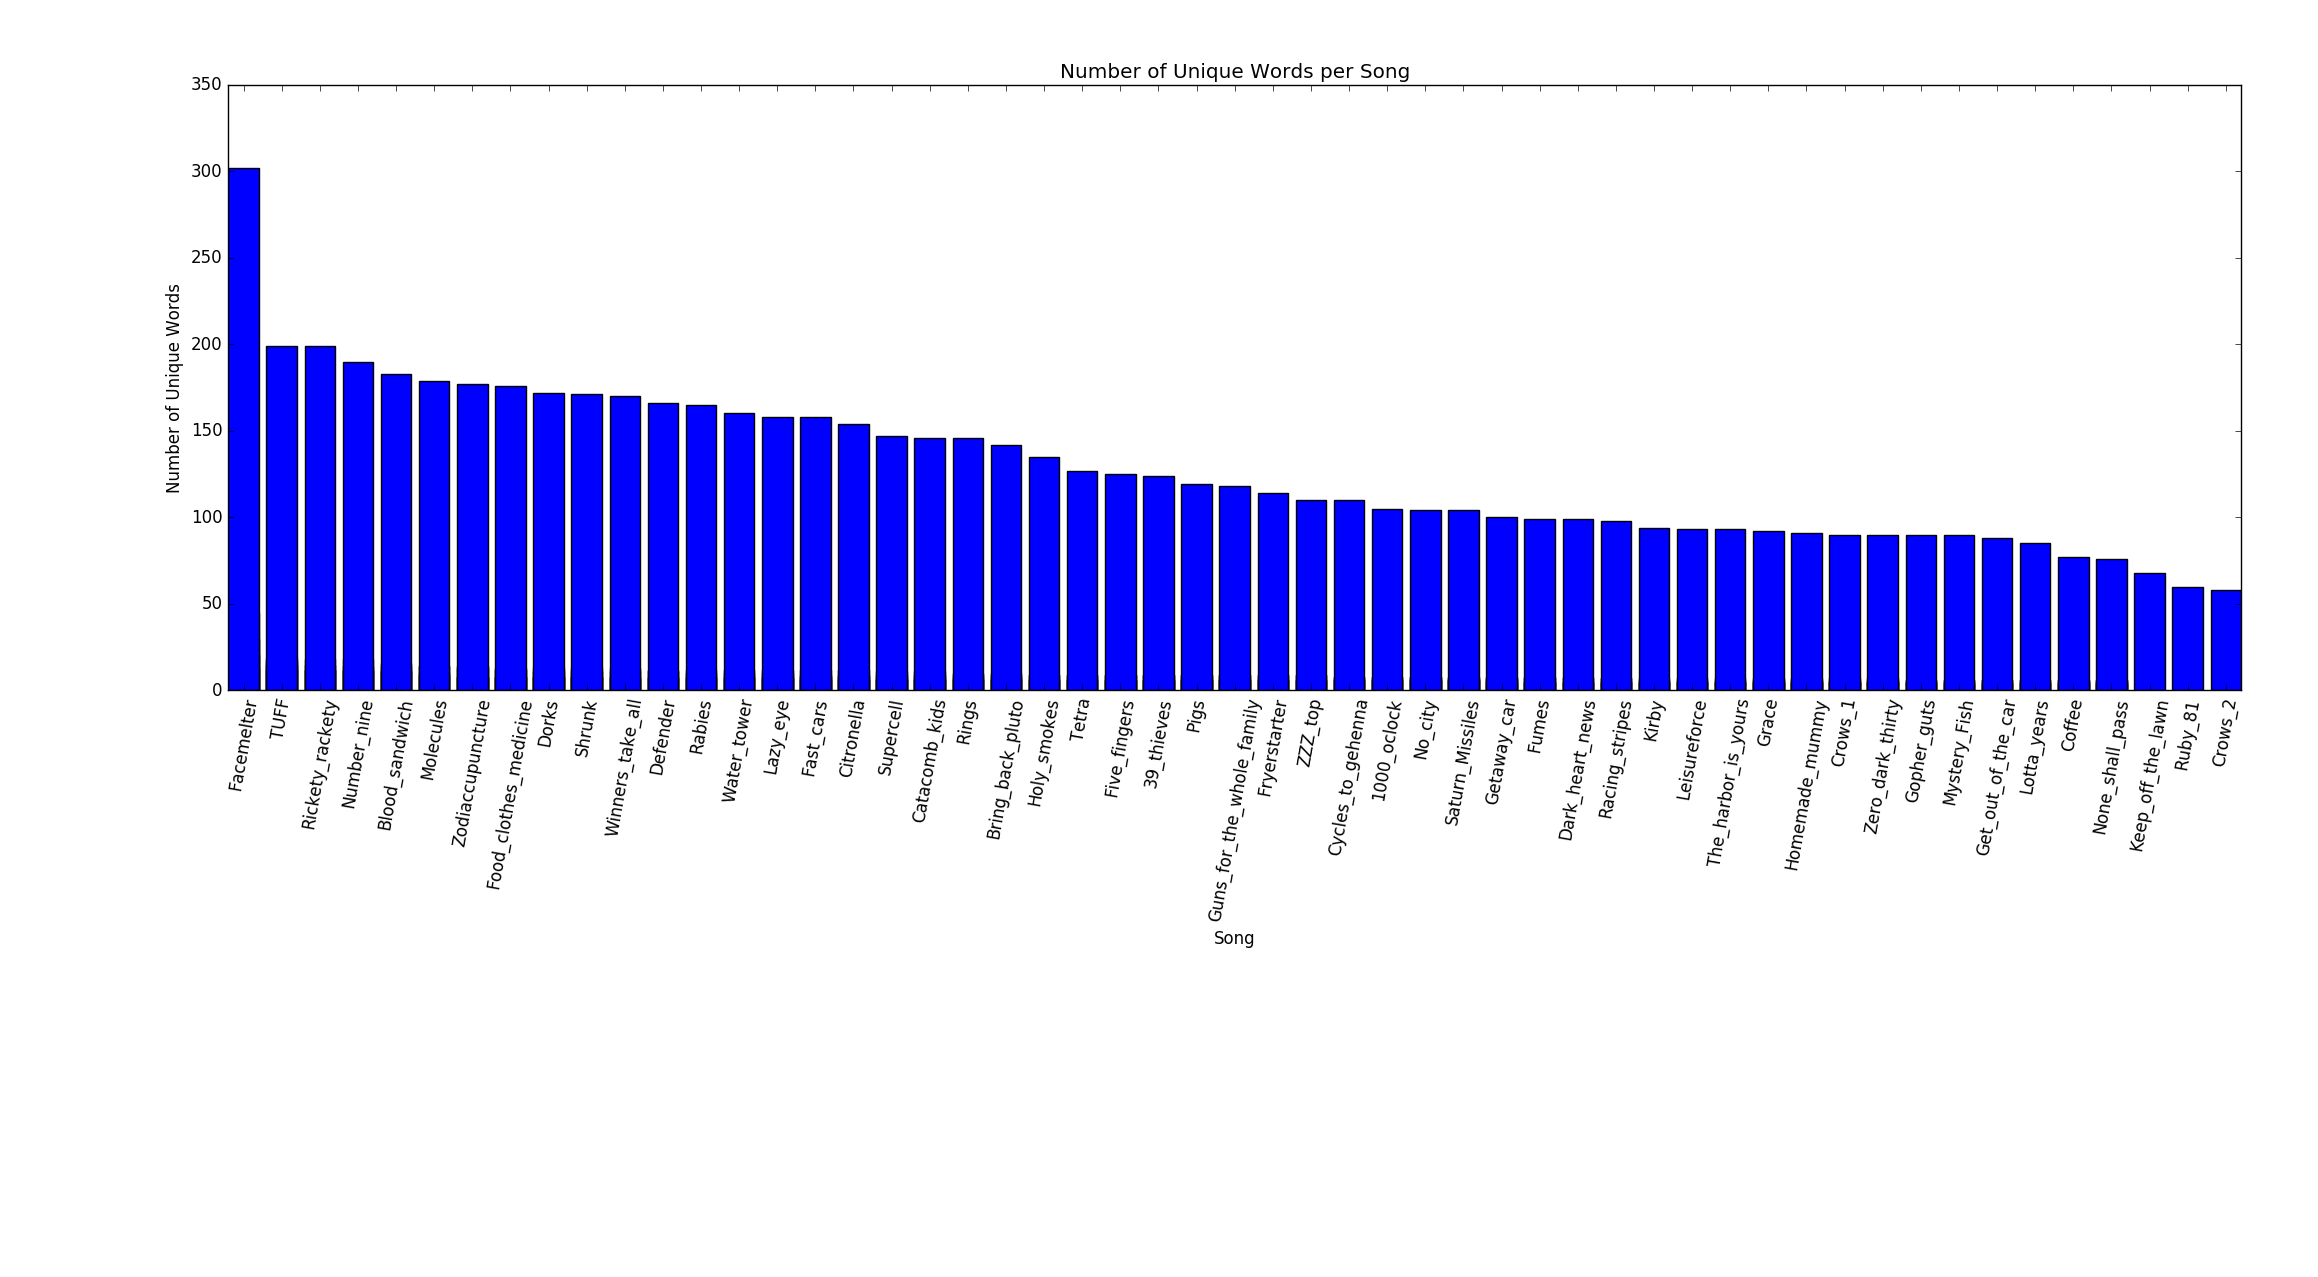 Number of Unique Words per Song
Number of Unique Words
350
300
250
200
150
100
50
0
Facemelter
TUFF
Rickety_rackety
Number_nine
Blood_sandwich
Molecules
Zodiaccupuncture
Food_clothes_medicine
Dorks
Shrunk
Winners_take_all
Defender
Rabies
Water_tower
Lazy_eye
Fast_cars
Citronella
Supercell
Catacomb_kids
Rings
Bring_back_pluto
Holy_smokes
Tetra
Five_fingers
39_thieves
Pigs
Guns_for_the_whole_family
Fryerstarter
ZZZ_top
Cycles_to_gehenna
1000_oclock
No_city
Saturn_Missiles
Getaway_car
Fumes
Dark_heart_news
Racing_stripes
Kirby
Leisureforce
The_harbor_is_yours
Grace
Homemade_mummy
Crows_1
Zero_dark_thirty
Gopher_guts
Mystery_Fish
Get_out_of_the_car
Lotta_years
Coffee
None_shall_pass
Keep_off_the_lawn
Ruby_81
Crows_2
Song